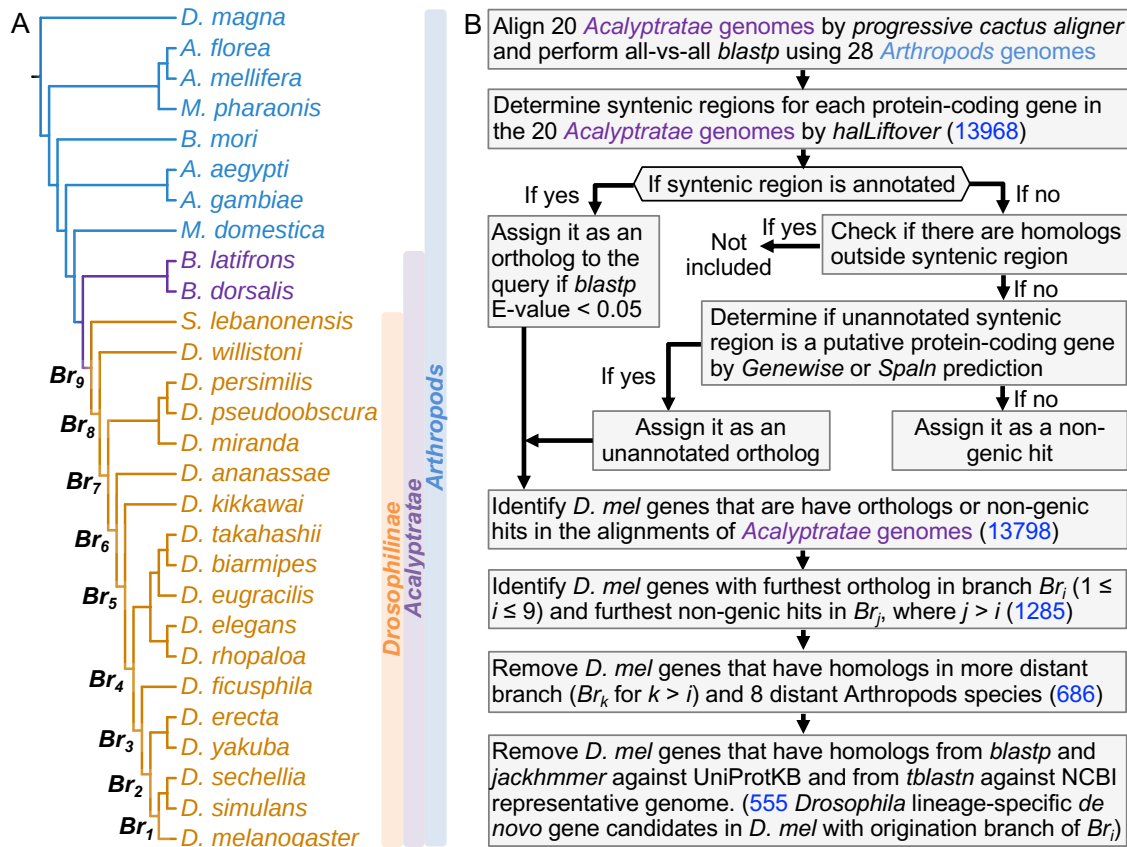 A
D. magna
A. florea
A. mellifera
M. pharaonis
B. mori
A. aegypti
A. gambiae
M. domestica
B. latifrons
B. dorsalis
S. lebanonensis
D. willistoni
D. persimilis
D. pseudoobscura
D. miranda
D. ananassae
D. kikkawai
D. takahashii
D. biarmipes
D. eugracilis
D. elegans
D. rhopaloa
D. ficusphila
D. erecta
D. yakuba
D. sechellia
D. simulans
D. melanogaster
Br9
Br8
Br7
Br6
Br5
Br4
Br3
Br2
Br1
Drosophilinae
Acalyptratae
Arthropods
B
Align 20 Acalyptratae genomes by progressive cactus aligner
and perform all-vs-all blastp using 28 Arthropods genomes
Determine syntenic regions for each protein-coding gene in
the 20 Acalyptratae genomes by halLiftover (13968)
If syntenic region is annotated
If yes
If no
Assign it as an
ortholog to the
query if blastp
E-value < 0.05
Check if there are homologs
outside syntenic region
If yes
Not
included
If no
Determine if unannotated syntenic
region is a putative protein-coding gene
by Genewise or Spaln prediction
If yes
If no
Assign it as an
unannotated ortholog
Assign it as a non-
genic hit
Identify D. mel genes that are have orthologs or non-genic
hits in the alignments of Acalyptratae genomes (13798)
Identify D. mel genes with furthest ortholog in branch Bri (1 ≤
i ≤ 9) and furthest non-genic hits in Brj, where j > i (1285)
Remove D. mel genes that have homologs in more distant
branch (Brk for k > i) and 8 distant Arthropods species (686)
Remove D. mel genes that have homologs from blastp and
jackhmmer against UniProtKB and from tblastn against NCBI
representative genome. (555 Drosophila lineage-specific de
novo gene candidates in D. mel with origination branch of Bri)